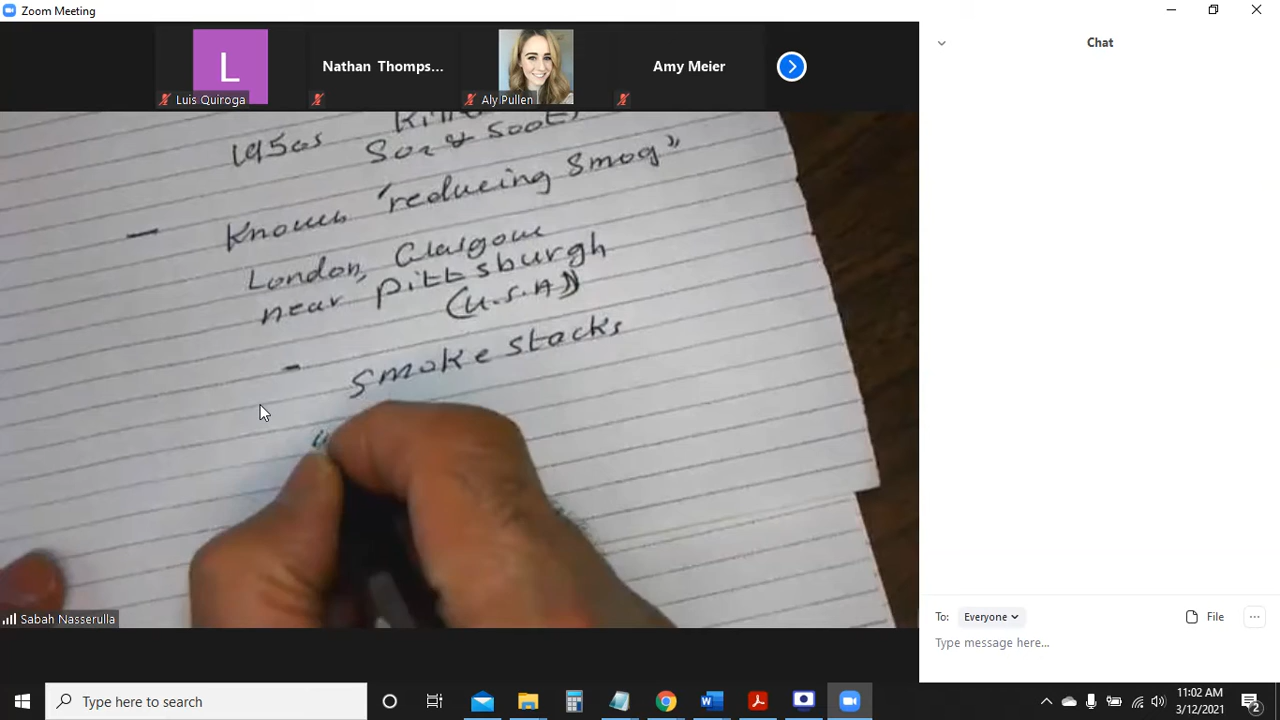 Zoom Meeting
Chat
L
Nathan Thomps...
Amy Meier
Luis Quiroga
Aly Pullen
1950s
SO2 & soot,
- Known "reducing smog"
London, Glasgow
near pittsburgh
(U.S.A)
- smoke stacks
Sabah Nasserulla
To: Everyone
File
...
Type message here...
Type here to search
W
11:02 AM
3/12/2021
2